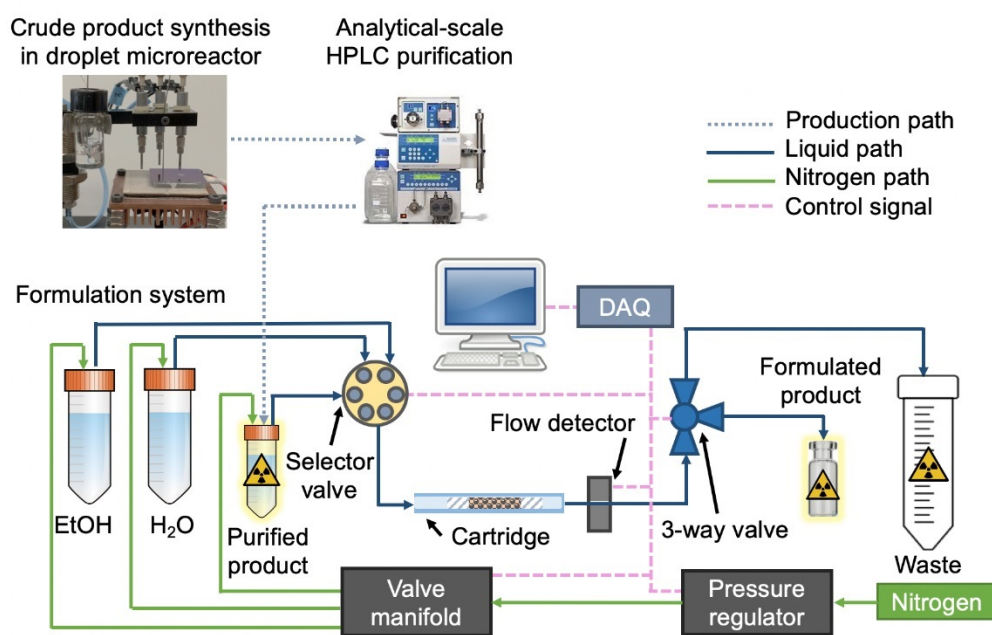 Crude product synthesis
in droplet microreactor
Analytical-scale
HPLC purification
Production path
Liquid path
Nitrogen path
Control signal
Formulation system
DAQ
Formulated
product
Flow detector
Selector
valve
EtOH
H₂O
Purified
product
Cartridge
3-way valve
Waste
Valve
manifold
Pressure
regulator
Nitrogen